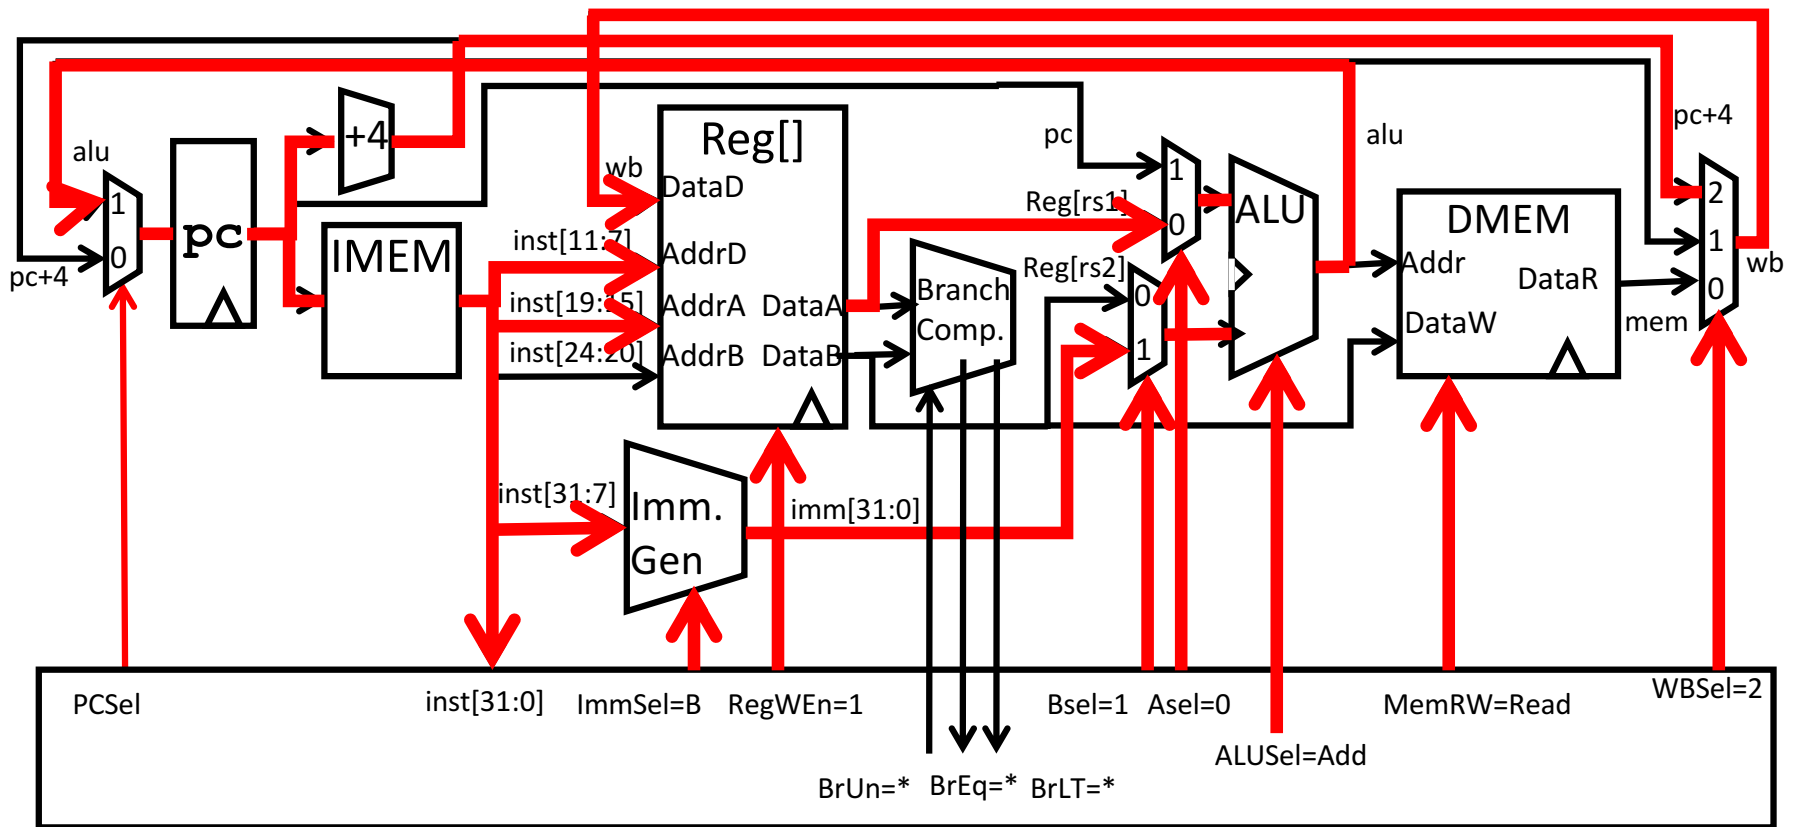 alu
1
0
pc+4
pc
+4
IMEM
Reg[]
wb
DataD
inst[11:7]
AddrD
inst[19:15]
AddrA
DataA
inst[24:20]
AddrB
DataB
inst[31:7]
Imm.
Gen
imm[31:0]
Branch
Comp.
pc
Reg[rs1]
1
0
Reg[rs2]
0
1
ALU
alu
DMEM
Addr
DataR
DataW
mem
pc+4
2
1
0
wb
PCSel
inst[31:0]
ImmSel=B
RegWEn=1
BrUn=*
BrEq=*
BrLT=*
Bsel=1
Asel=0
ALUSel=Add
MemRW=Read
WBSel=2